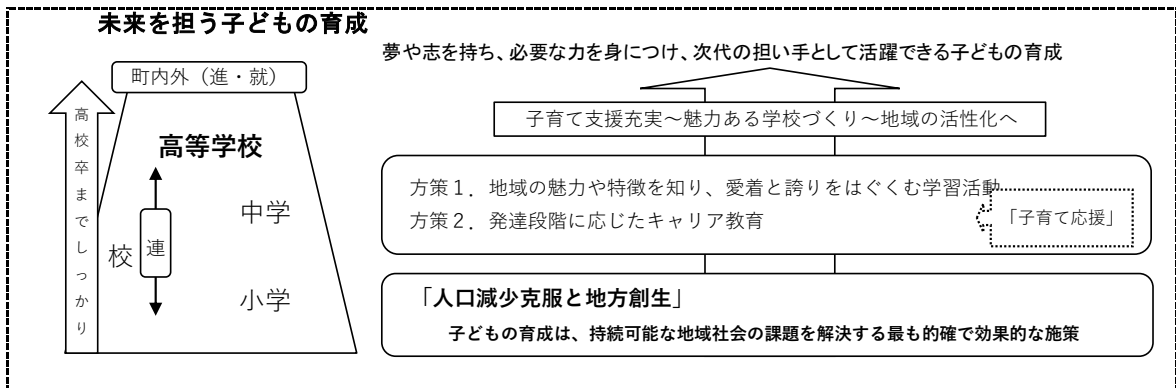 未来を担う子どもの育成
町内外（進・就）
高校卒までしっかり
高等学校
中学
校
連
小学
夢や志を持ち、必要な力を身につけ、次代の担い手として活躍できる子どもの育成
子育て支援充実～魅力ある学校づくり～地域の活性化へ
方策１．地域の魅力や特徴を知り、愛着と誇りをはぐくむ学習活動
方策２．発達段階に応じたキャリア教育
「子育て応援」
「人口減少克服と地方創生」
子どもの育成は、持続可能な地域社会の課題を解決する最も的確で効果的な施策